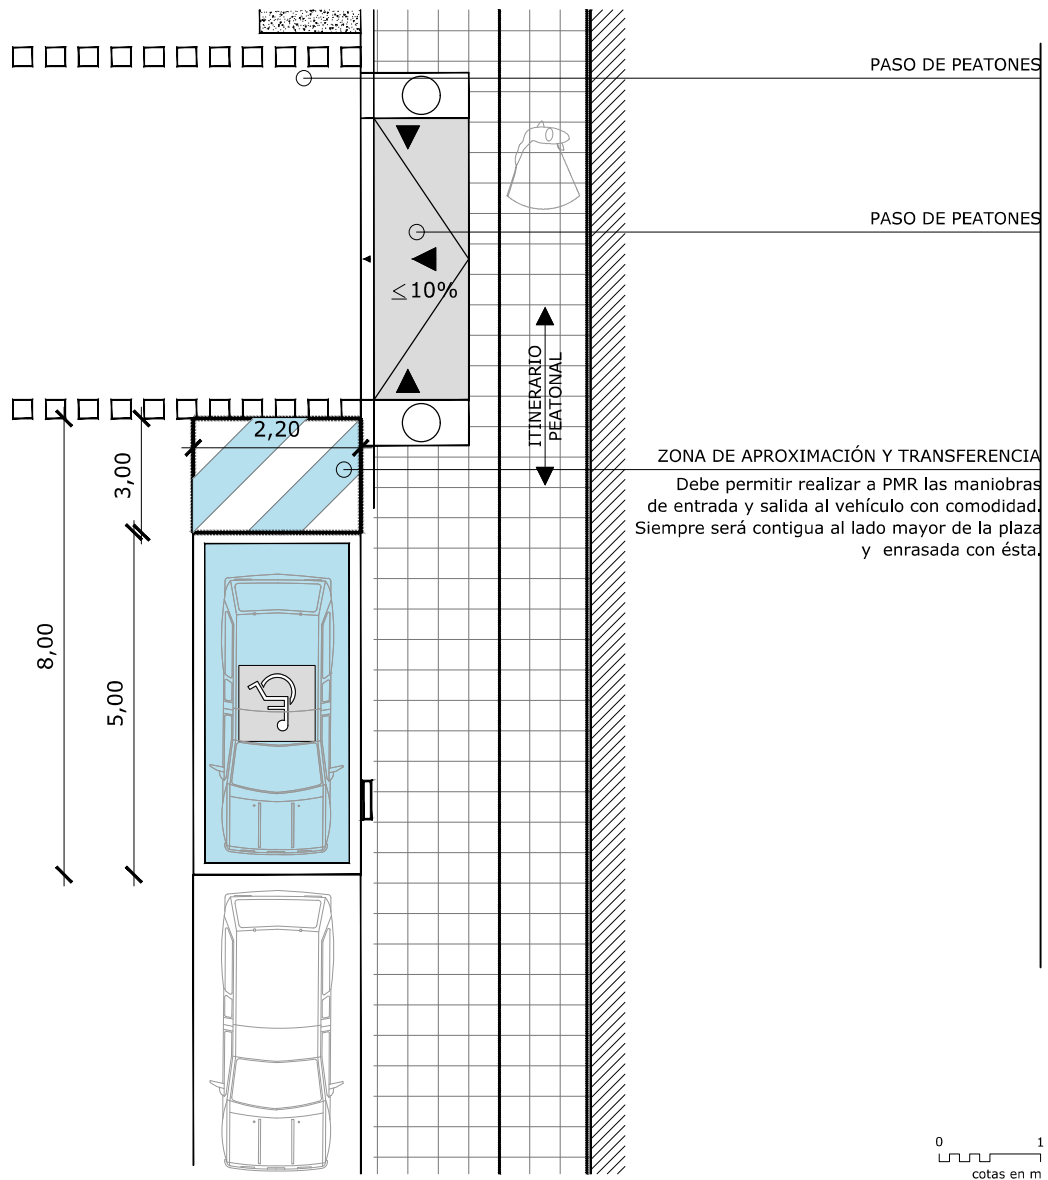 PASO DE PEATONES
PASO DE PEATONES
≤10%
ITINERARIO
PEATONAL
2,20
3,00
ZONA DE APROXIMACIÓN Y TRANSFERENCIA
Debe permitir realizar a PMR las maniobras
de entrada y salida al vehículo con comodidad.
Siempre será contigua al lado mayor de la plaza
y enrasada con ésta.
8,00
5,00
0 1
cotas en m